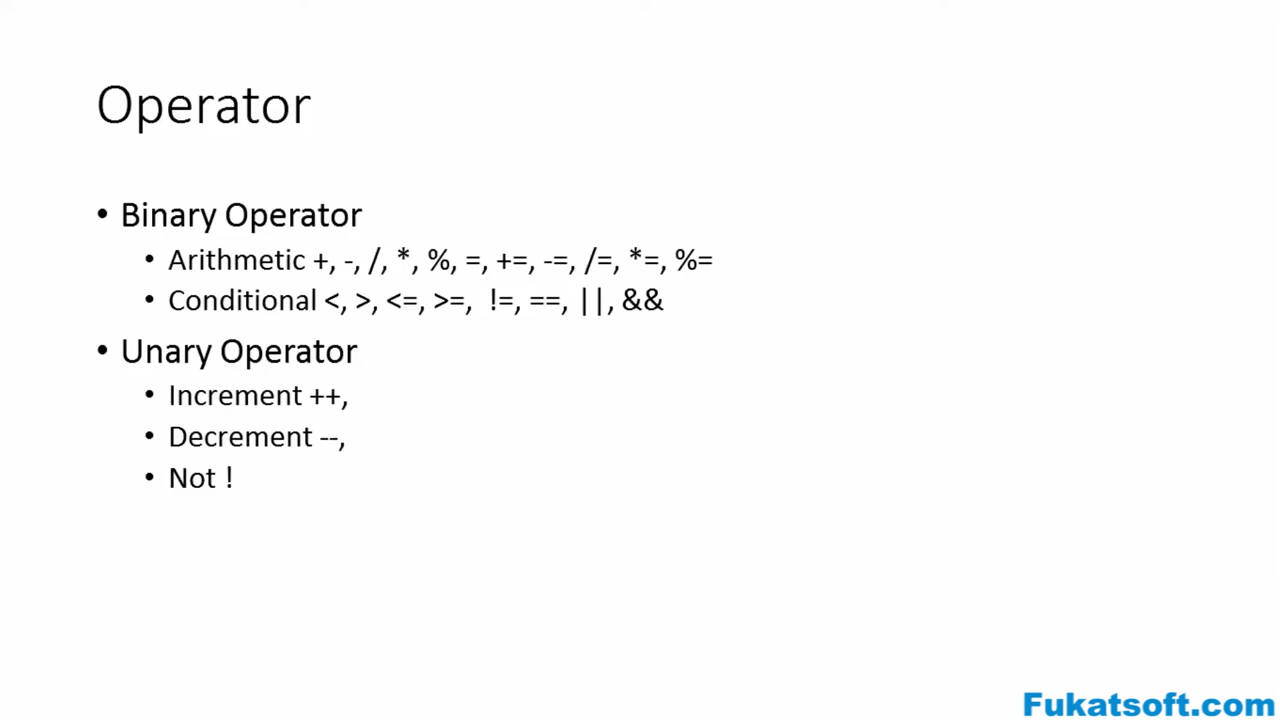 Operator
• Binary Operator
• Arithmetic +, -, /, *, %, =, +=, -=, /=, *=, %=
• Conditional <, >, <=, >=,  !=, ==, ||, &&
• Unary Operator
• Increment ++,
• Decrement --,
• Not !
Fukatsoft.com